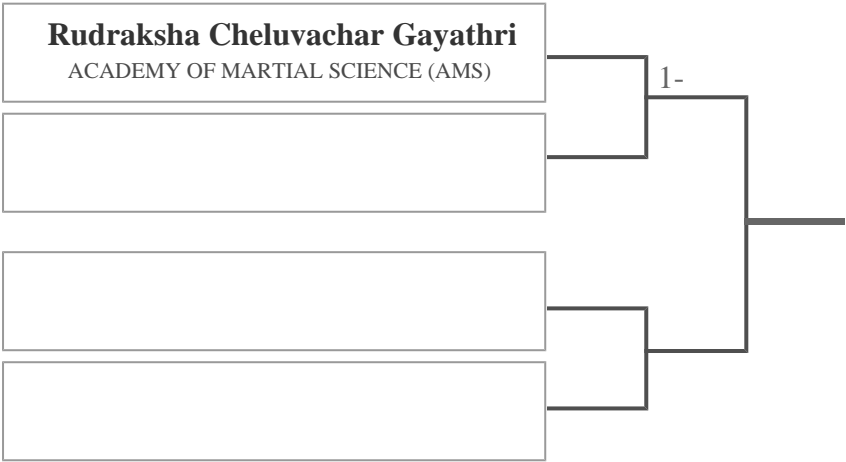 Rudraksha Cheluvachar Gayathri
ACADEMY OF MARTIAL SCIENCE (AMS)
1-